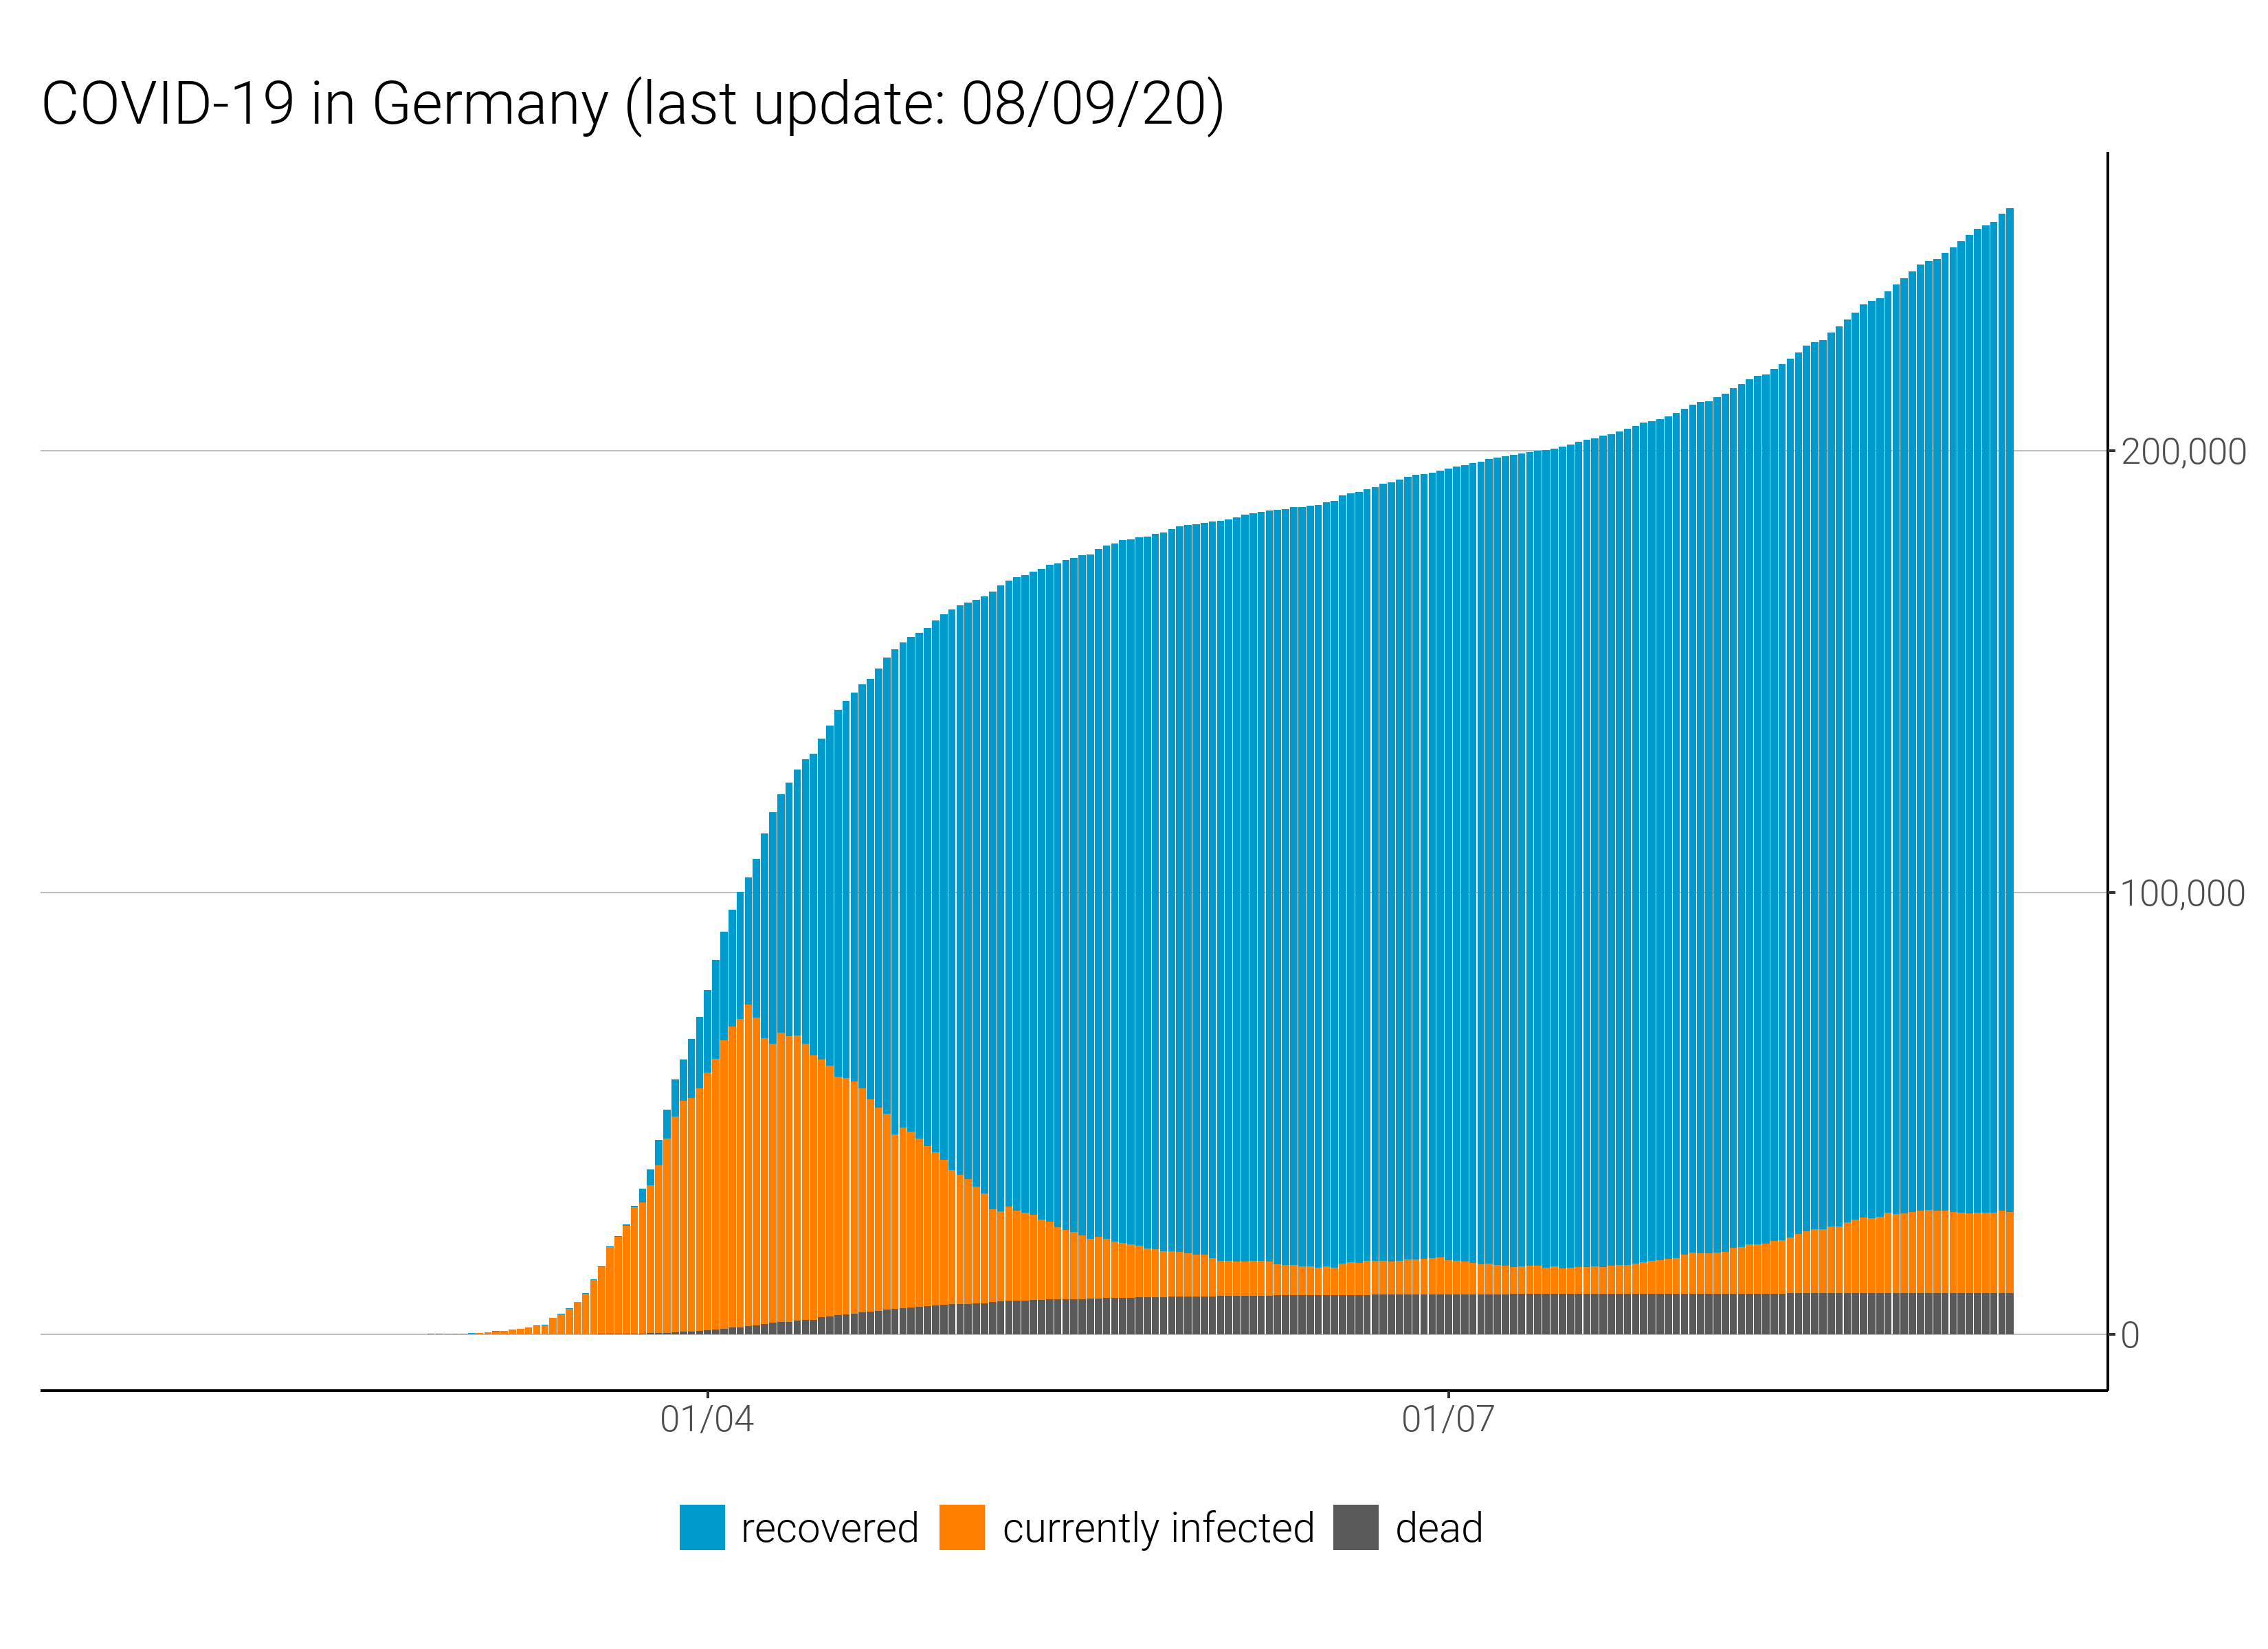 COVID-19 in Germany (last update: 08/09/20)
200,000
100,000
0
01/04 01/07
recovered currently infected dead